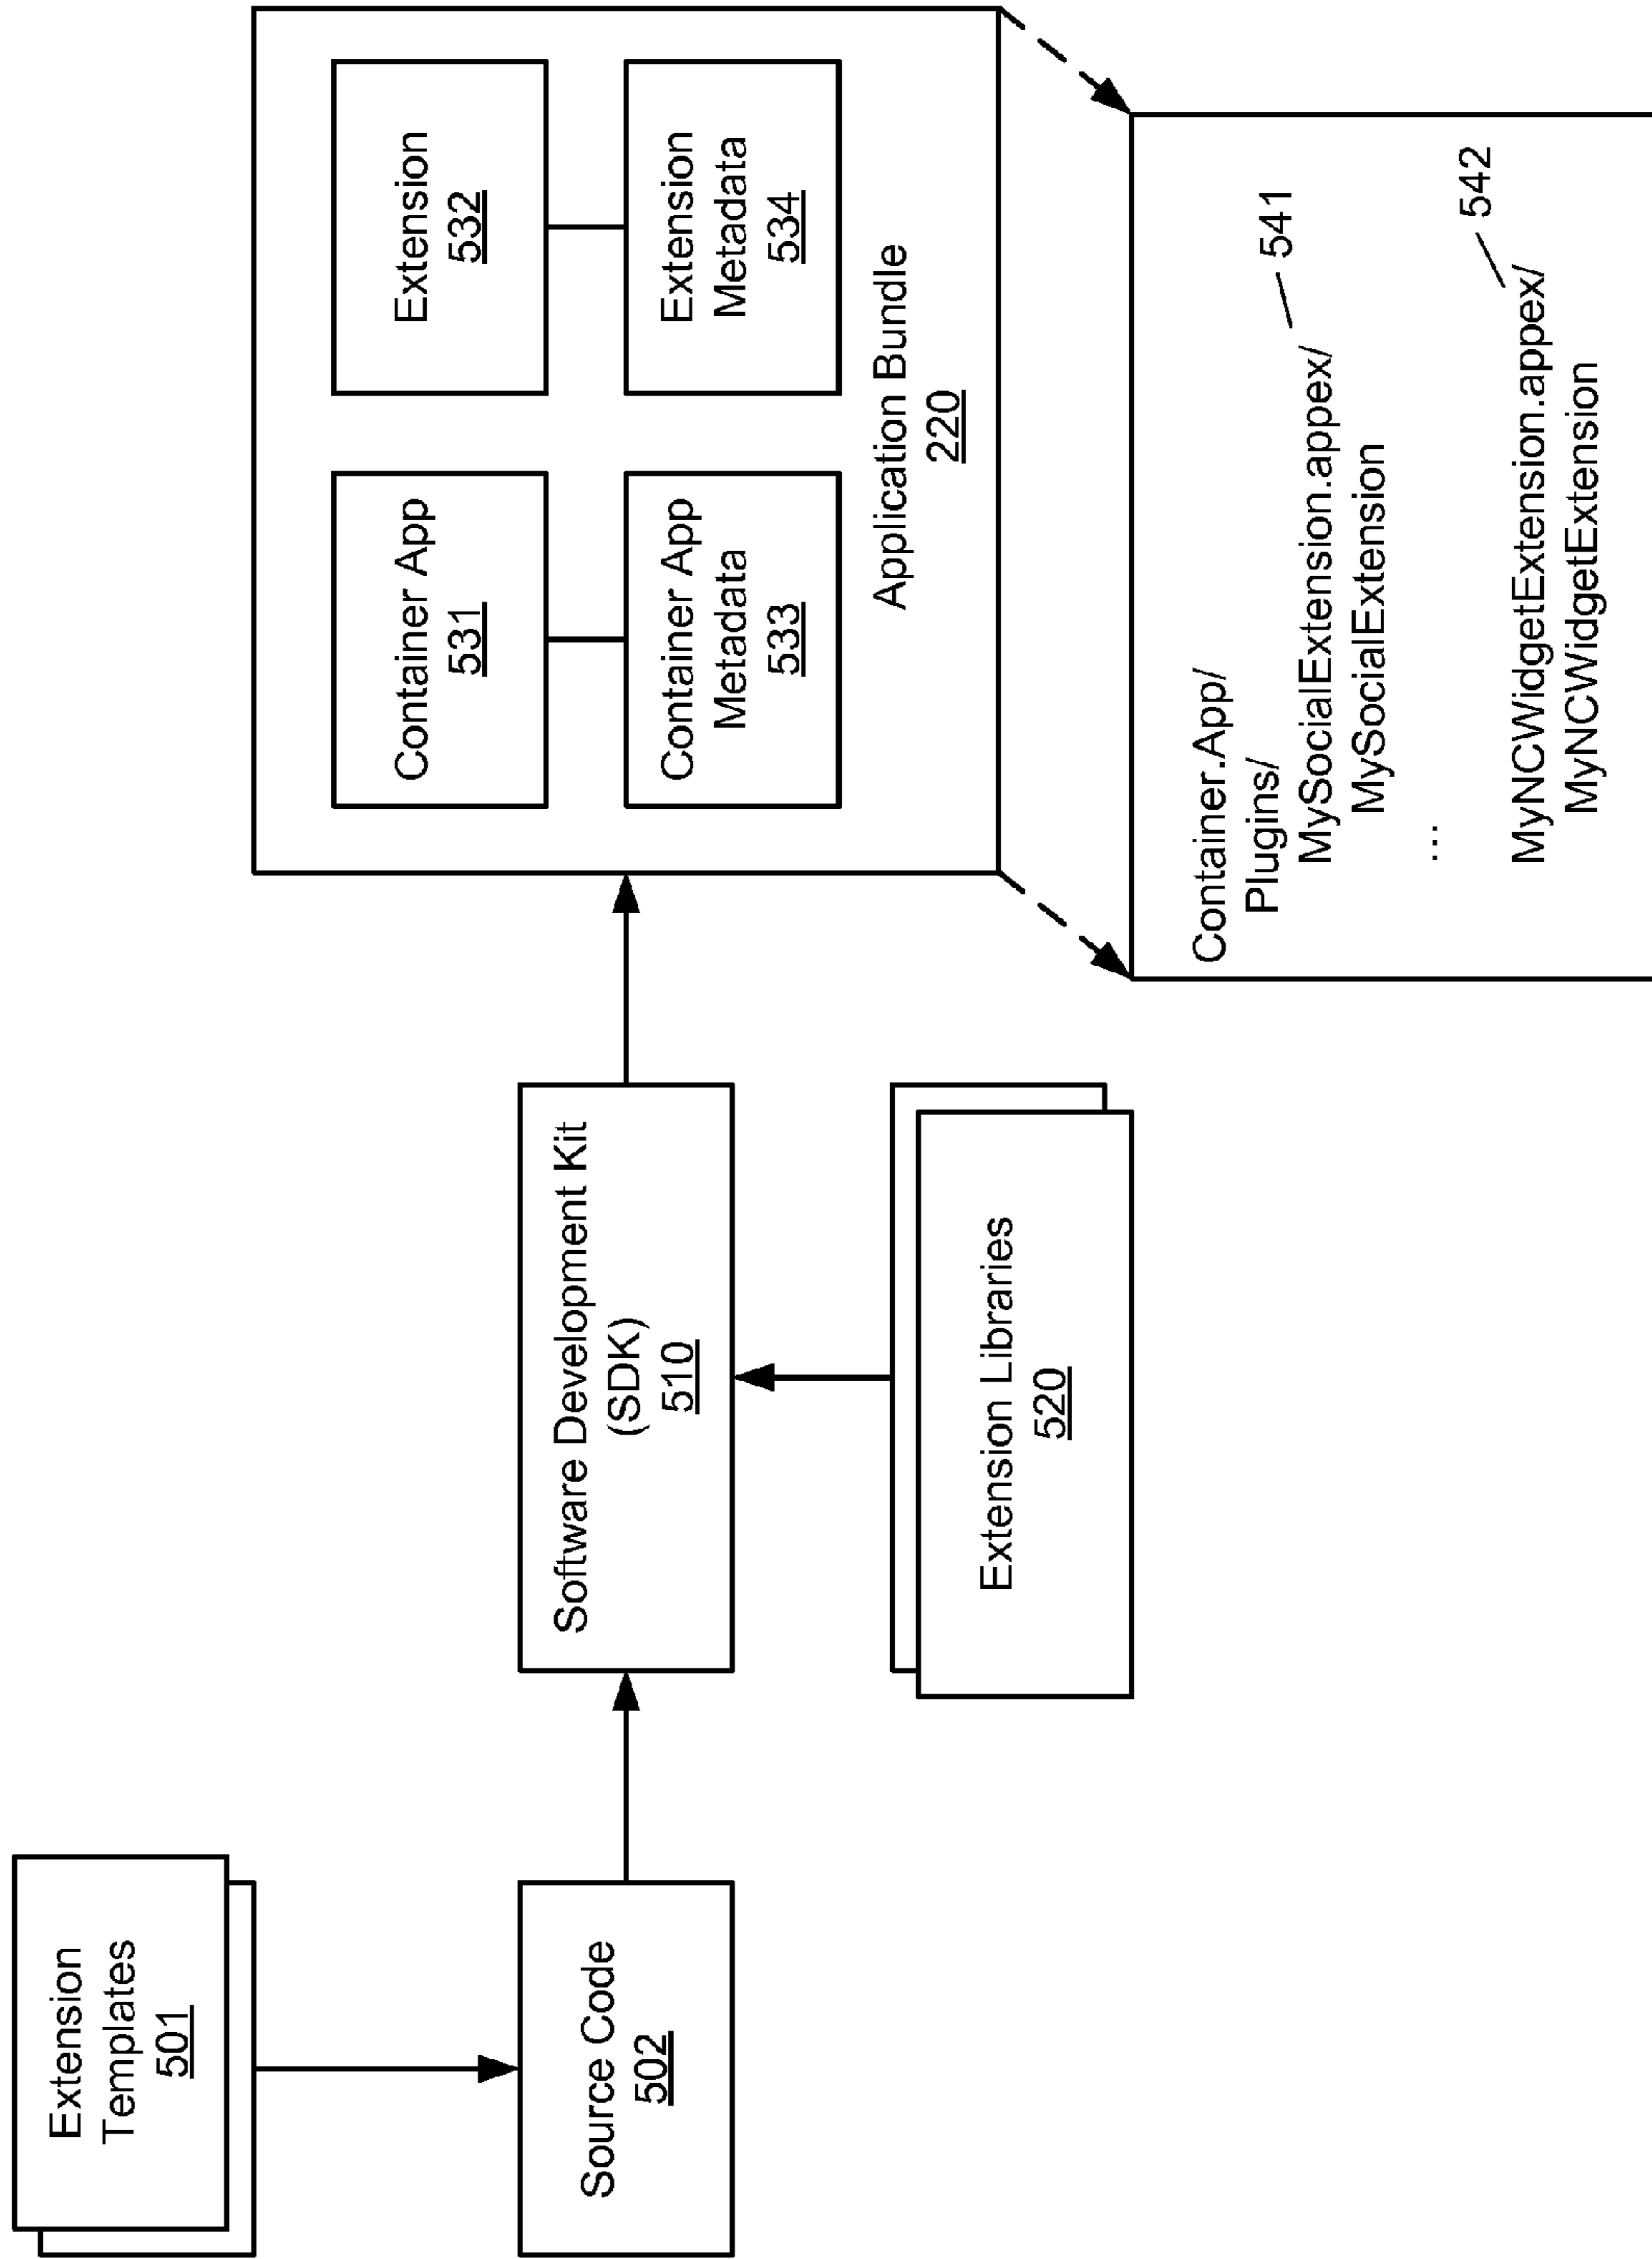 Extension
Templates
501
Source Code
502
Software Development Kit
(SDK)
510
Extension Libraries
520
Container App
531
Extension
532
Container App
Metadata
533
Extension
Metadata
534
Application Bundle
220
Container.App/
Plugins/
MySocialExtension.appex/ 541
MySocialExtension
...
MyNCWidgetExtension.appex/ 542
MyNCWidgetExtension